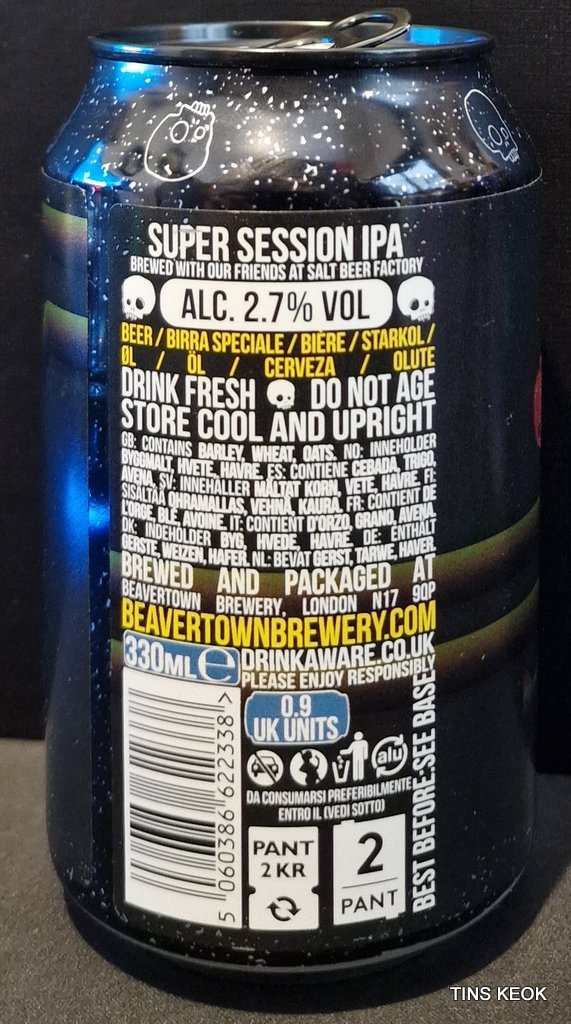 SUPER SESSION IPA
BREWED WITH OUR FRIENDS AT SALT BEER FACTORY
ALC. 2.7% VOL
BEER / BIRRA SPECIALE / BIÈRE / STARKOL /
ØL / ÖL / CERVEZA / OLUTE
DRINK FRESH DO NOT AGE
STORE COOL AND UPRIGHT
GB: CONTAINS BARLEY, WHEAT, OATS. NO: INNEHOLDER
BYGGMALT, HVETE, HAVRE. ES: CONTIENE CEBADA, TRIGO,
AVENA. SV: INNEHÅLLER MÄLTAT KORN, VETE, HAVRE. FI:
SISÄLTÄÄ OHRAMALLAS, VEHNÄ, KAURA. FR: CONTIENT DE
L'ORGE, BLÉ, AVOINE. IT: CONTIENT D'ORZO, GRANO, AVENA.
DK: INDEHOLDER BYG, HVEDE, HAVRE. DE: ENTHÄLT
GERSTE, WEIZEN, HAFER. NL: BEVAT GERST, TARWE, HAVER.
BREWED AND PACKAGED AT
BEAVERTOWN BREWERY, LONDON N17 9QP
BEAVERTOWNBREWERY.COM
330ML e
DRINKAWARE.CO.UK
PLEASE ENJOY RESPONSIBLY
0.9
UK UNITS
alu
DA CONSUMARSI PREFERIBILMENTE
ENTRO IL (VEDI SOTTO)
PANT
2 KR
2
PANT
BEST BEFORE:SEE BASE
5 060386 622338 >
TINS KEOK